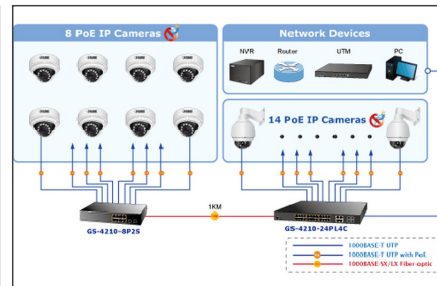 8 PoE IP Cameras
Network Devices
NVR
Router
UTM
PC
14 PoE IP Cameras
1KM
GS-4210-8P2S
GS-4210-24PL4C
1000BASE-T UTP
1000BASE-T UTP with PoE
1000BASE-SX/LX Fiber-optic